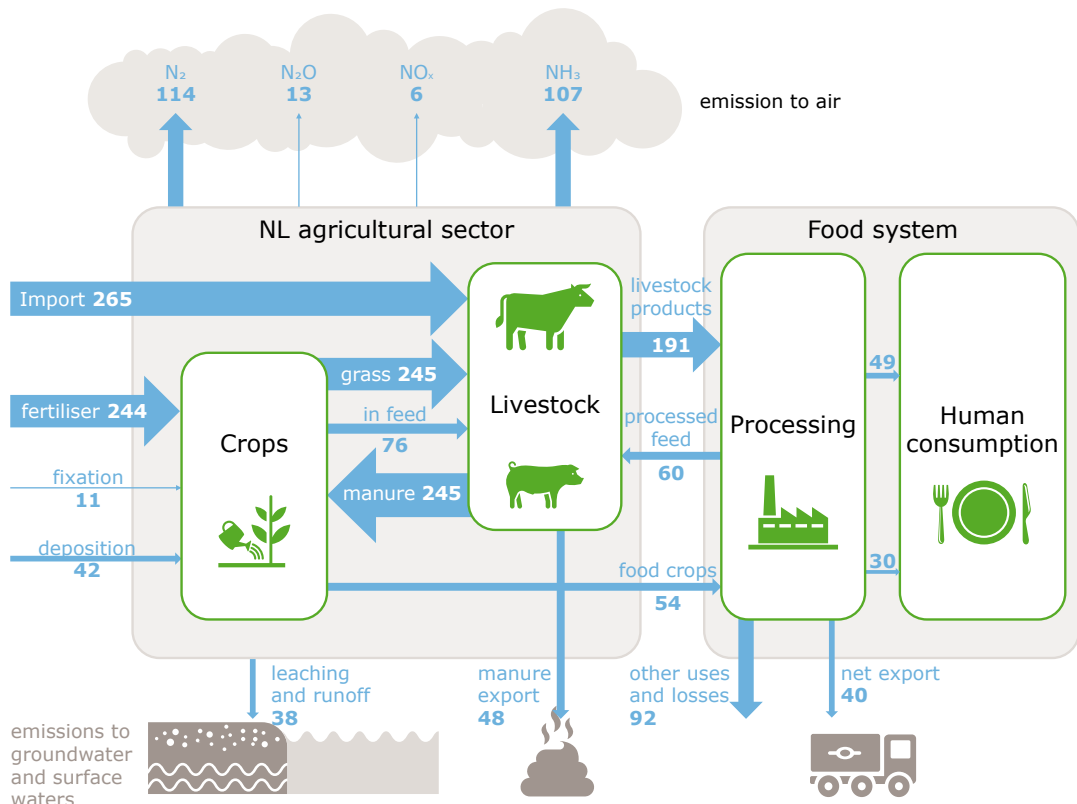 N₂
114
N₂O
13
NOₓ
6
NH₃
107
emission to air
NL agricultural sector
Food system
Import 265
livestock
products
191
49
grass 245
fertiliser 244
Livestock
in feed
76
processed
feed
60
Processing
Human
consumption
Crops
fixation
11
manure 245
deposition
42
food crops
54
30
leaching
and runoff
38
manure
export
48
other uses
and losses
92
net export
40
emissions to
groundwater
and surface
waters